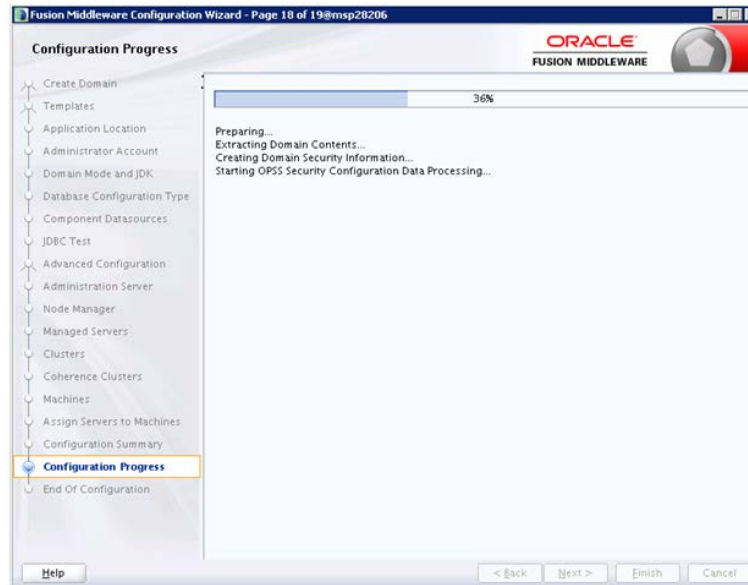 Fusion Middleware Configuration Wizard - Page 18 of 19@msp28206
Configuration Progress
ORACLE
FUSION MIDDLEWARE
Create Domain
Templates
Application Location
Administrator Account
Domain Mode and JDK
Database Configuration Type
Component Datasources
JDBC Test
Advanced Configuration
Administration Server
Node Manager
Managed Servers
Clusters
Coherence Clusters
Machines
Assign Servers to Machines
Configuration Summary
Configuration Progress
End Of Configuration
36%
Preparing...
Extracting Domain Contents...
Creating Domain Security Information...
Starting OPSS Security Configuration Data Processing...
Help
< Back
Next >
Finish
Cancel